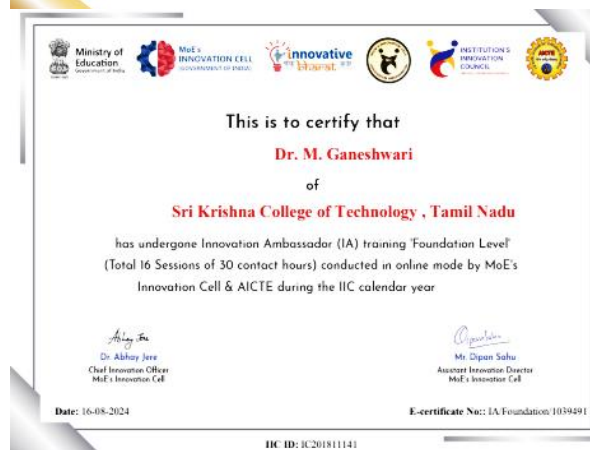 Ministry of
Education
Government of India
MoE's
INNOVATION CELL
(GOVERNMENT OF INDIA)
innovative
भारत
INSTITUTION'S
INNOVATION
COUNCIL
AICTE
This is to certify that
Dr. M. Ganeshwari
of
Sri Krishna College of Technology , Tamil Nadu
has undergone Innovation Ambassador (IA) training 'Foundation Level'
(Total 16 Sessions of 30 contact hours) conducted in online mode by MoE's
Innovation Cell & AICTE during the IIC calendar year
Dr. Abhay Jere
Chief Innovation Officer
MoE's Innovation Cell
Mr. Dipan Sahu
Assistant Innovation Director
MoE's Innovation Cell
Date: 16-08-2024
E-certificate No:: IA/Foundation/1039491
IIC ID: IC201811141